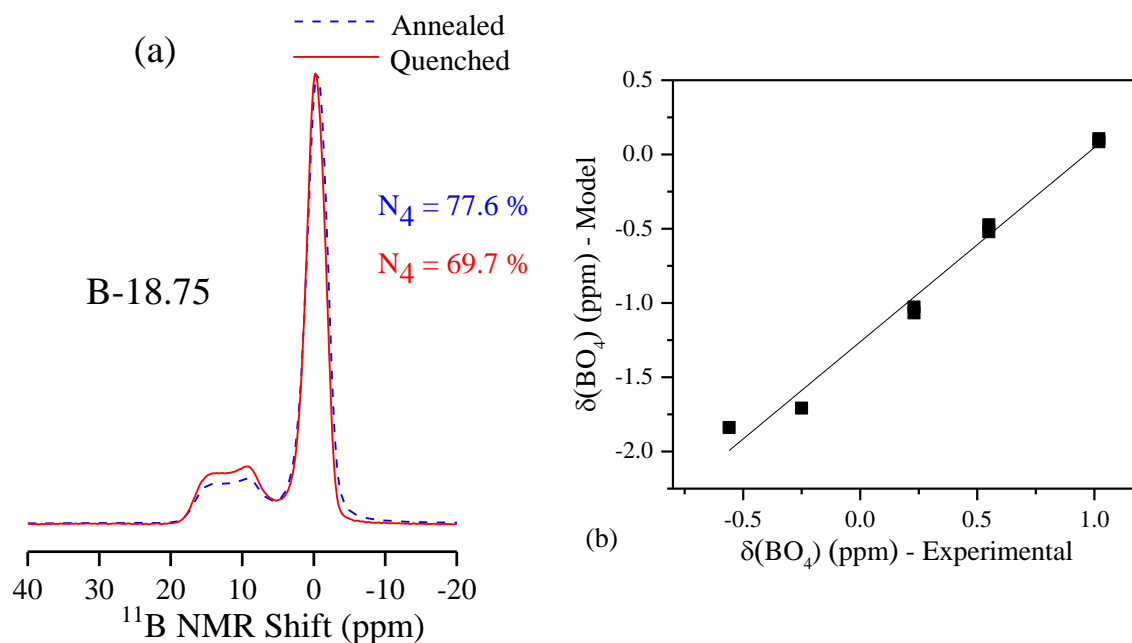 (a)
Annealed
Quenched
N4 = 77.6 %
N4 = 69.7 %
B-18.75
40 30 20 10 0 -10 -20
11B NMR Shift (ppm)
0.5
0.0
-0.5
-1.0
-1.5
-2.0
δ(BO4) (ppm) - Model
-0.5 0.0 0.5 1.0
(b)
δ(BO4) (ppm) - Experimental